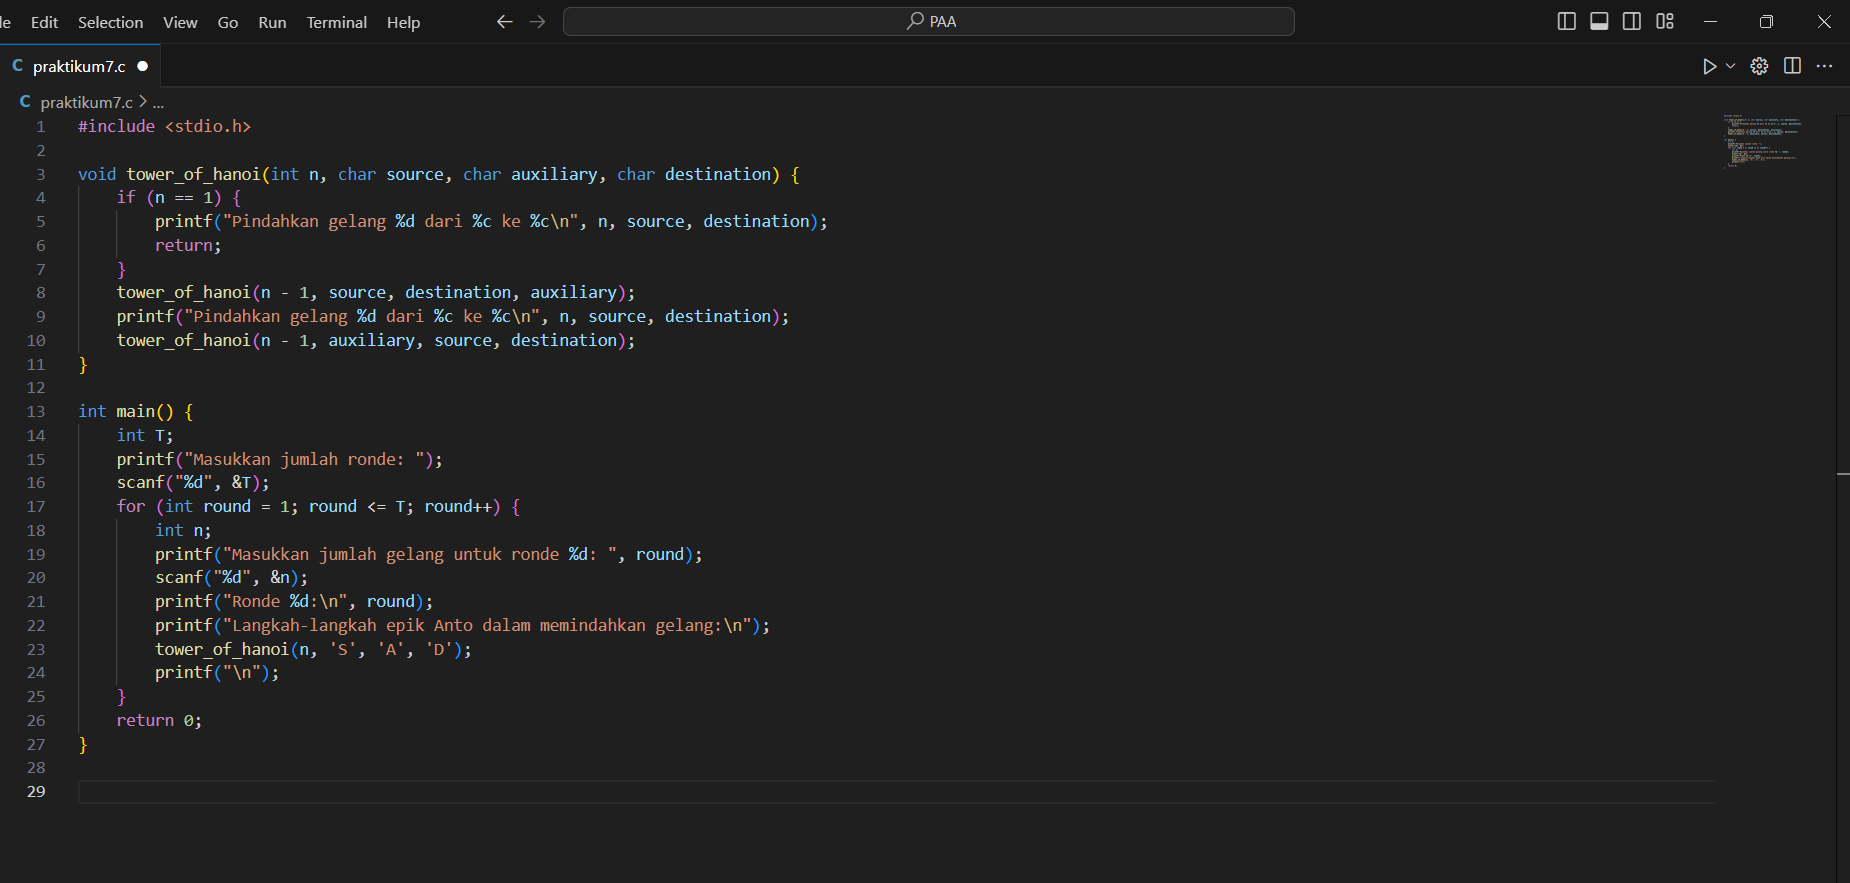 Edit Selection View Go Run Terminal Help PAA
C praktikum7.c
C praktikum7.c > ...
1 #include <stdio.h>
2
3 void tower_of_hanoi(int n, char source, char auxiliary, char destination) {
4     if (n == 1) {
5         printf("Pindahkan gelang %d dari %c ke %c\n", n, source, destination);
6         return;
7     }
8     tower_of_hanoi(n - 1, source, destination, auxiliary);
9     printf("Pindahkan gelang %d dari %c ke %c\n", n, source, destination);
10     tower_of_hanoi(n - 1, auxiliary, source, destination);
11 }
12
13 int main() {
14     int T;
15     printf("Masukkan jumlah ronde: ");
16     scanf("%d", &T);
17     for (int round = 1; round <= T; round++) {
18         int n;
19         printf("Masukkan jumlah gelang untuk ronde %d: ", round);
20         scanf("%d", &n);
21         printf("Ronde %d:\n", round);
22         printf("Langkah-langkah epik Anto dalam memindahkan gelang:\n");
23         tower_of_hanoi(n, 'S', 'A', 'D');
24         printf("\n");
25     }
26     return 0;
27 }
28
29